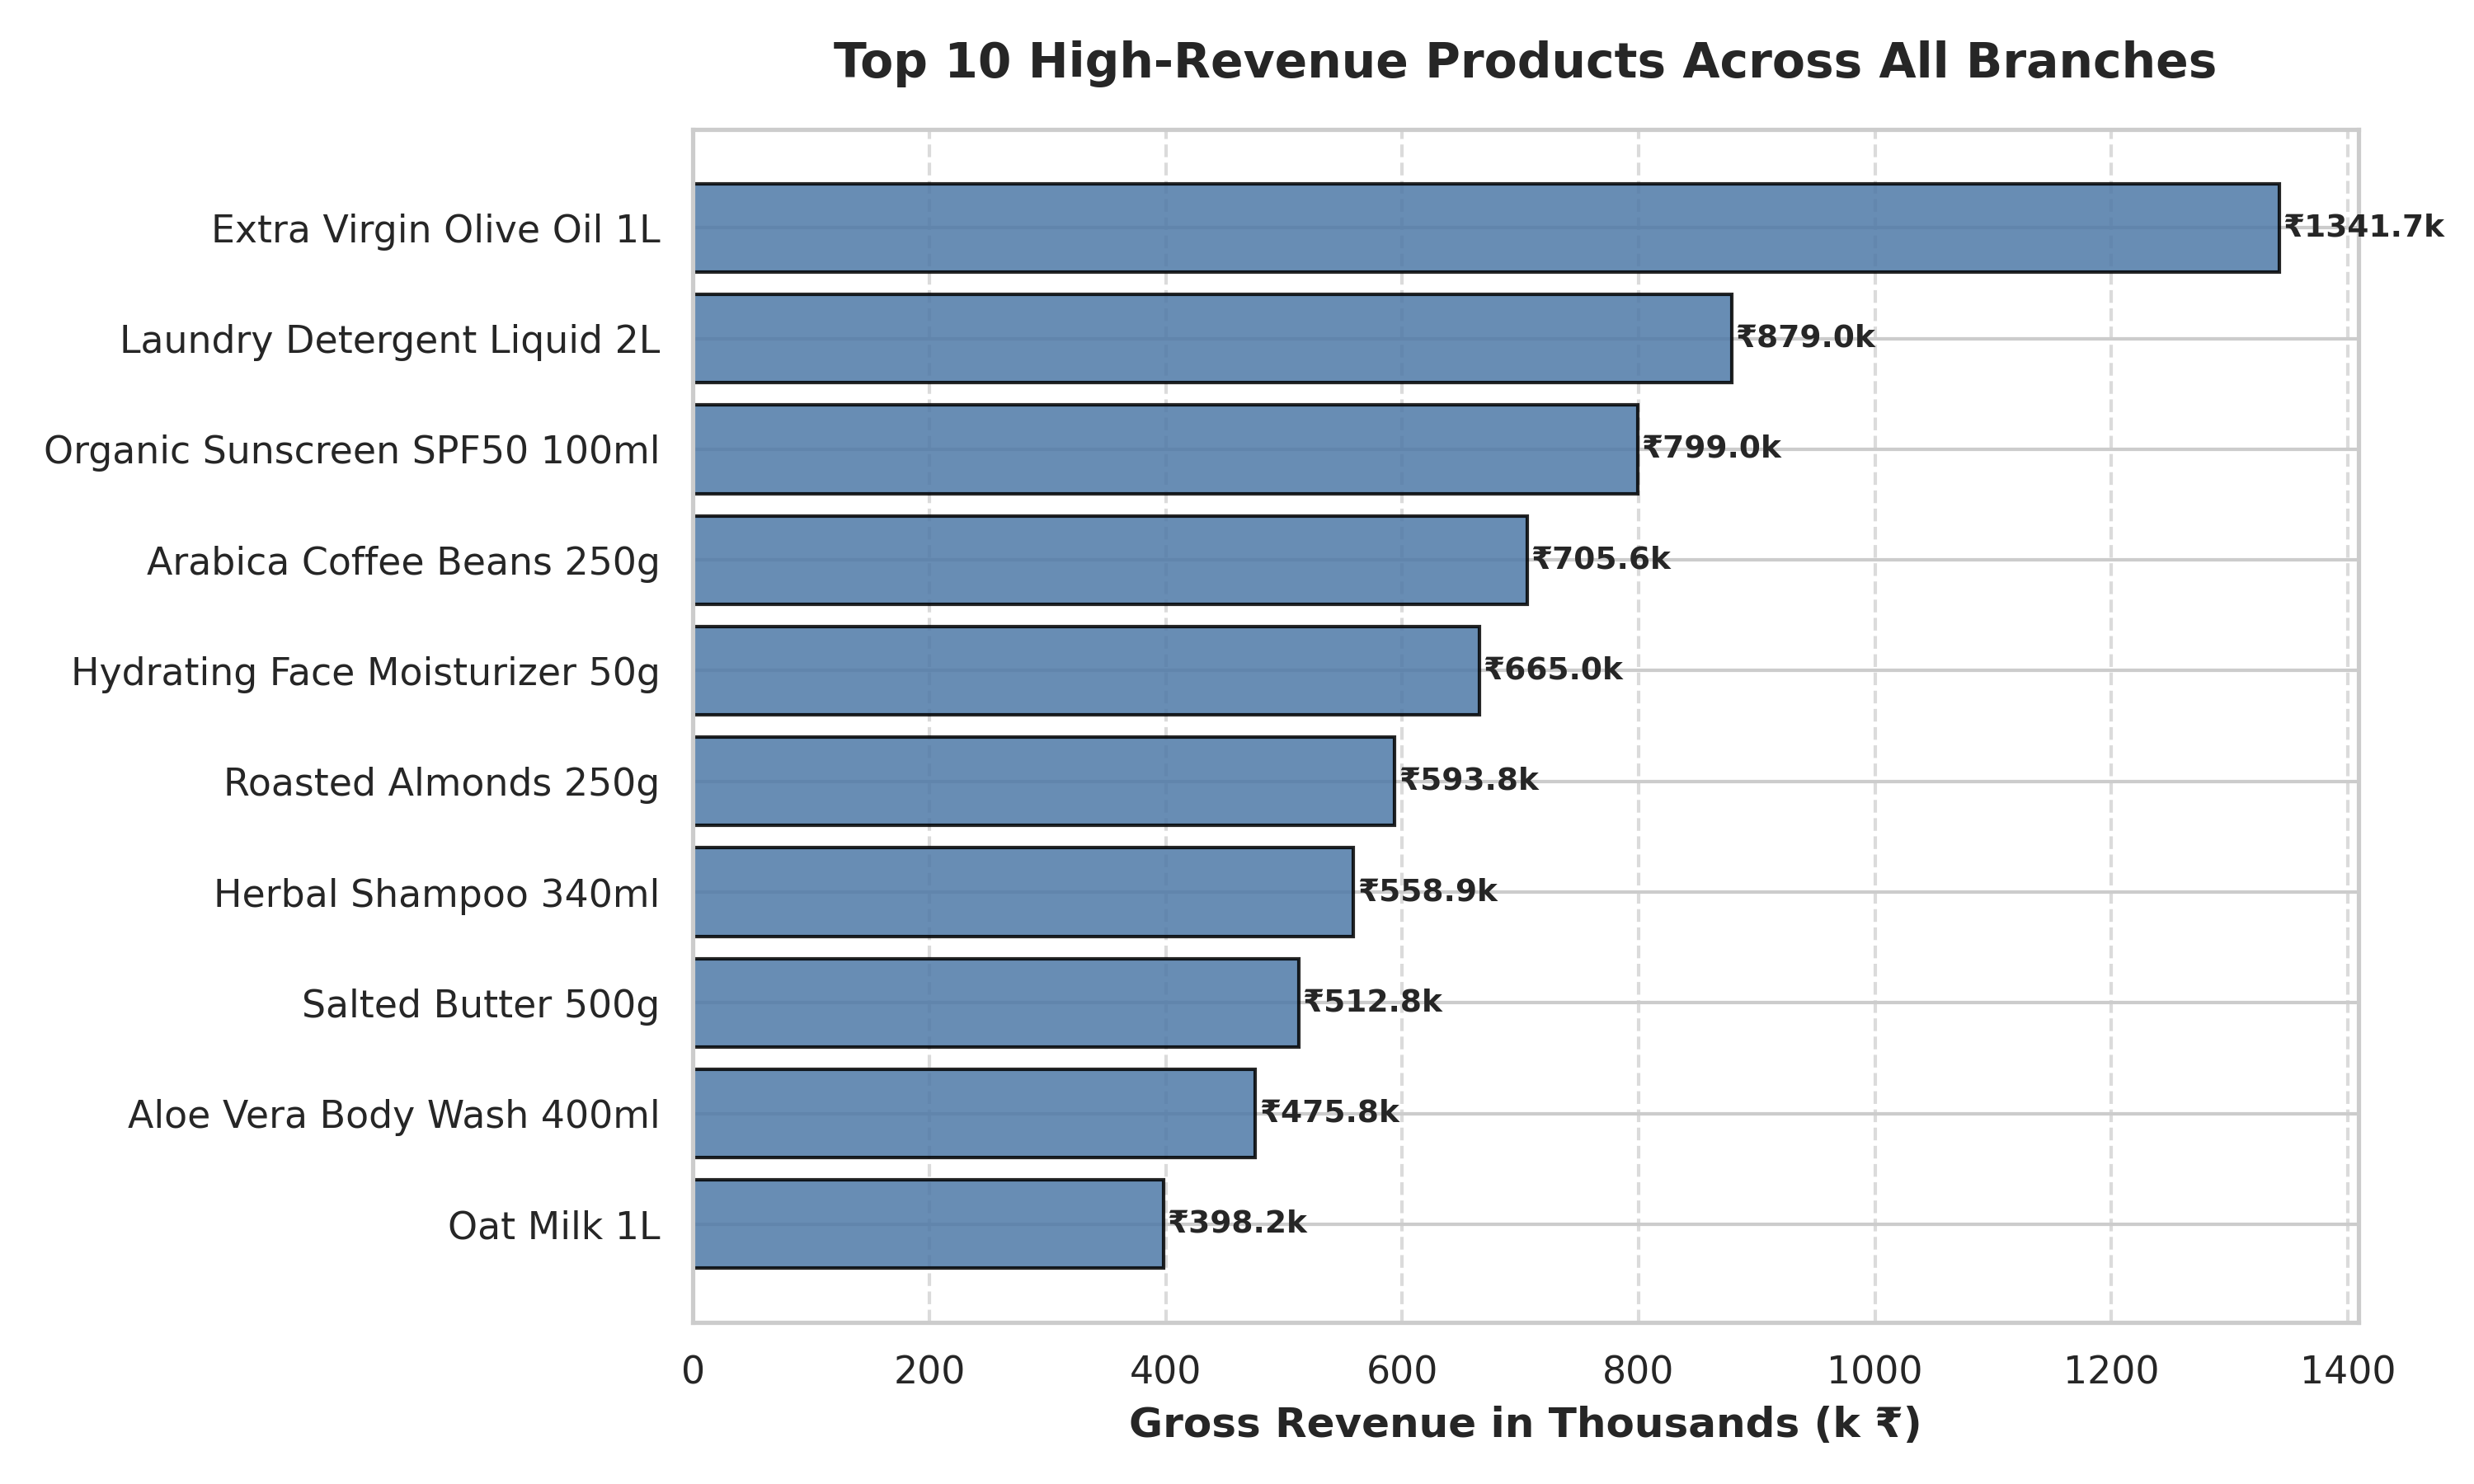 Top 10 High-Revenue Products Across All Branches
Extra Virgin Olive Oil 1L ₹1341.7k
Laundry Detergent Liquid 2L ₹879.0k
Organic Sunscreen SPF50 100ml ₹799.0k
Arabica Coffee Beans 250g ₹705.6k
Hydrating Face Moisturizer 50g ₹665.0k
Roasted Almonds 250g ₹593.8k
Herbal Shampoo 340ml ₹558.9k
Salted Butter 500g ₹512.8k
Aloe Vera Body Wash 400ml ₹475.8k
Oat Milk 1L ₹398.2k
0 200 400 600 800 1000 1200 1400
Gross Revenue in Thousands (k ₹)